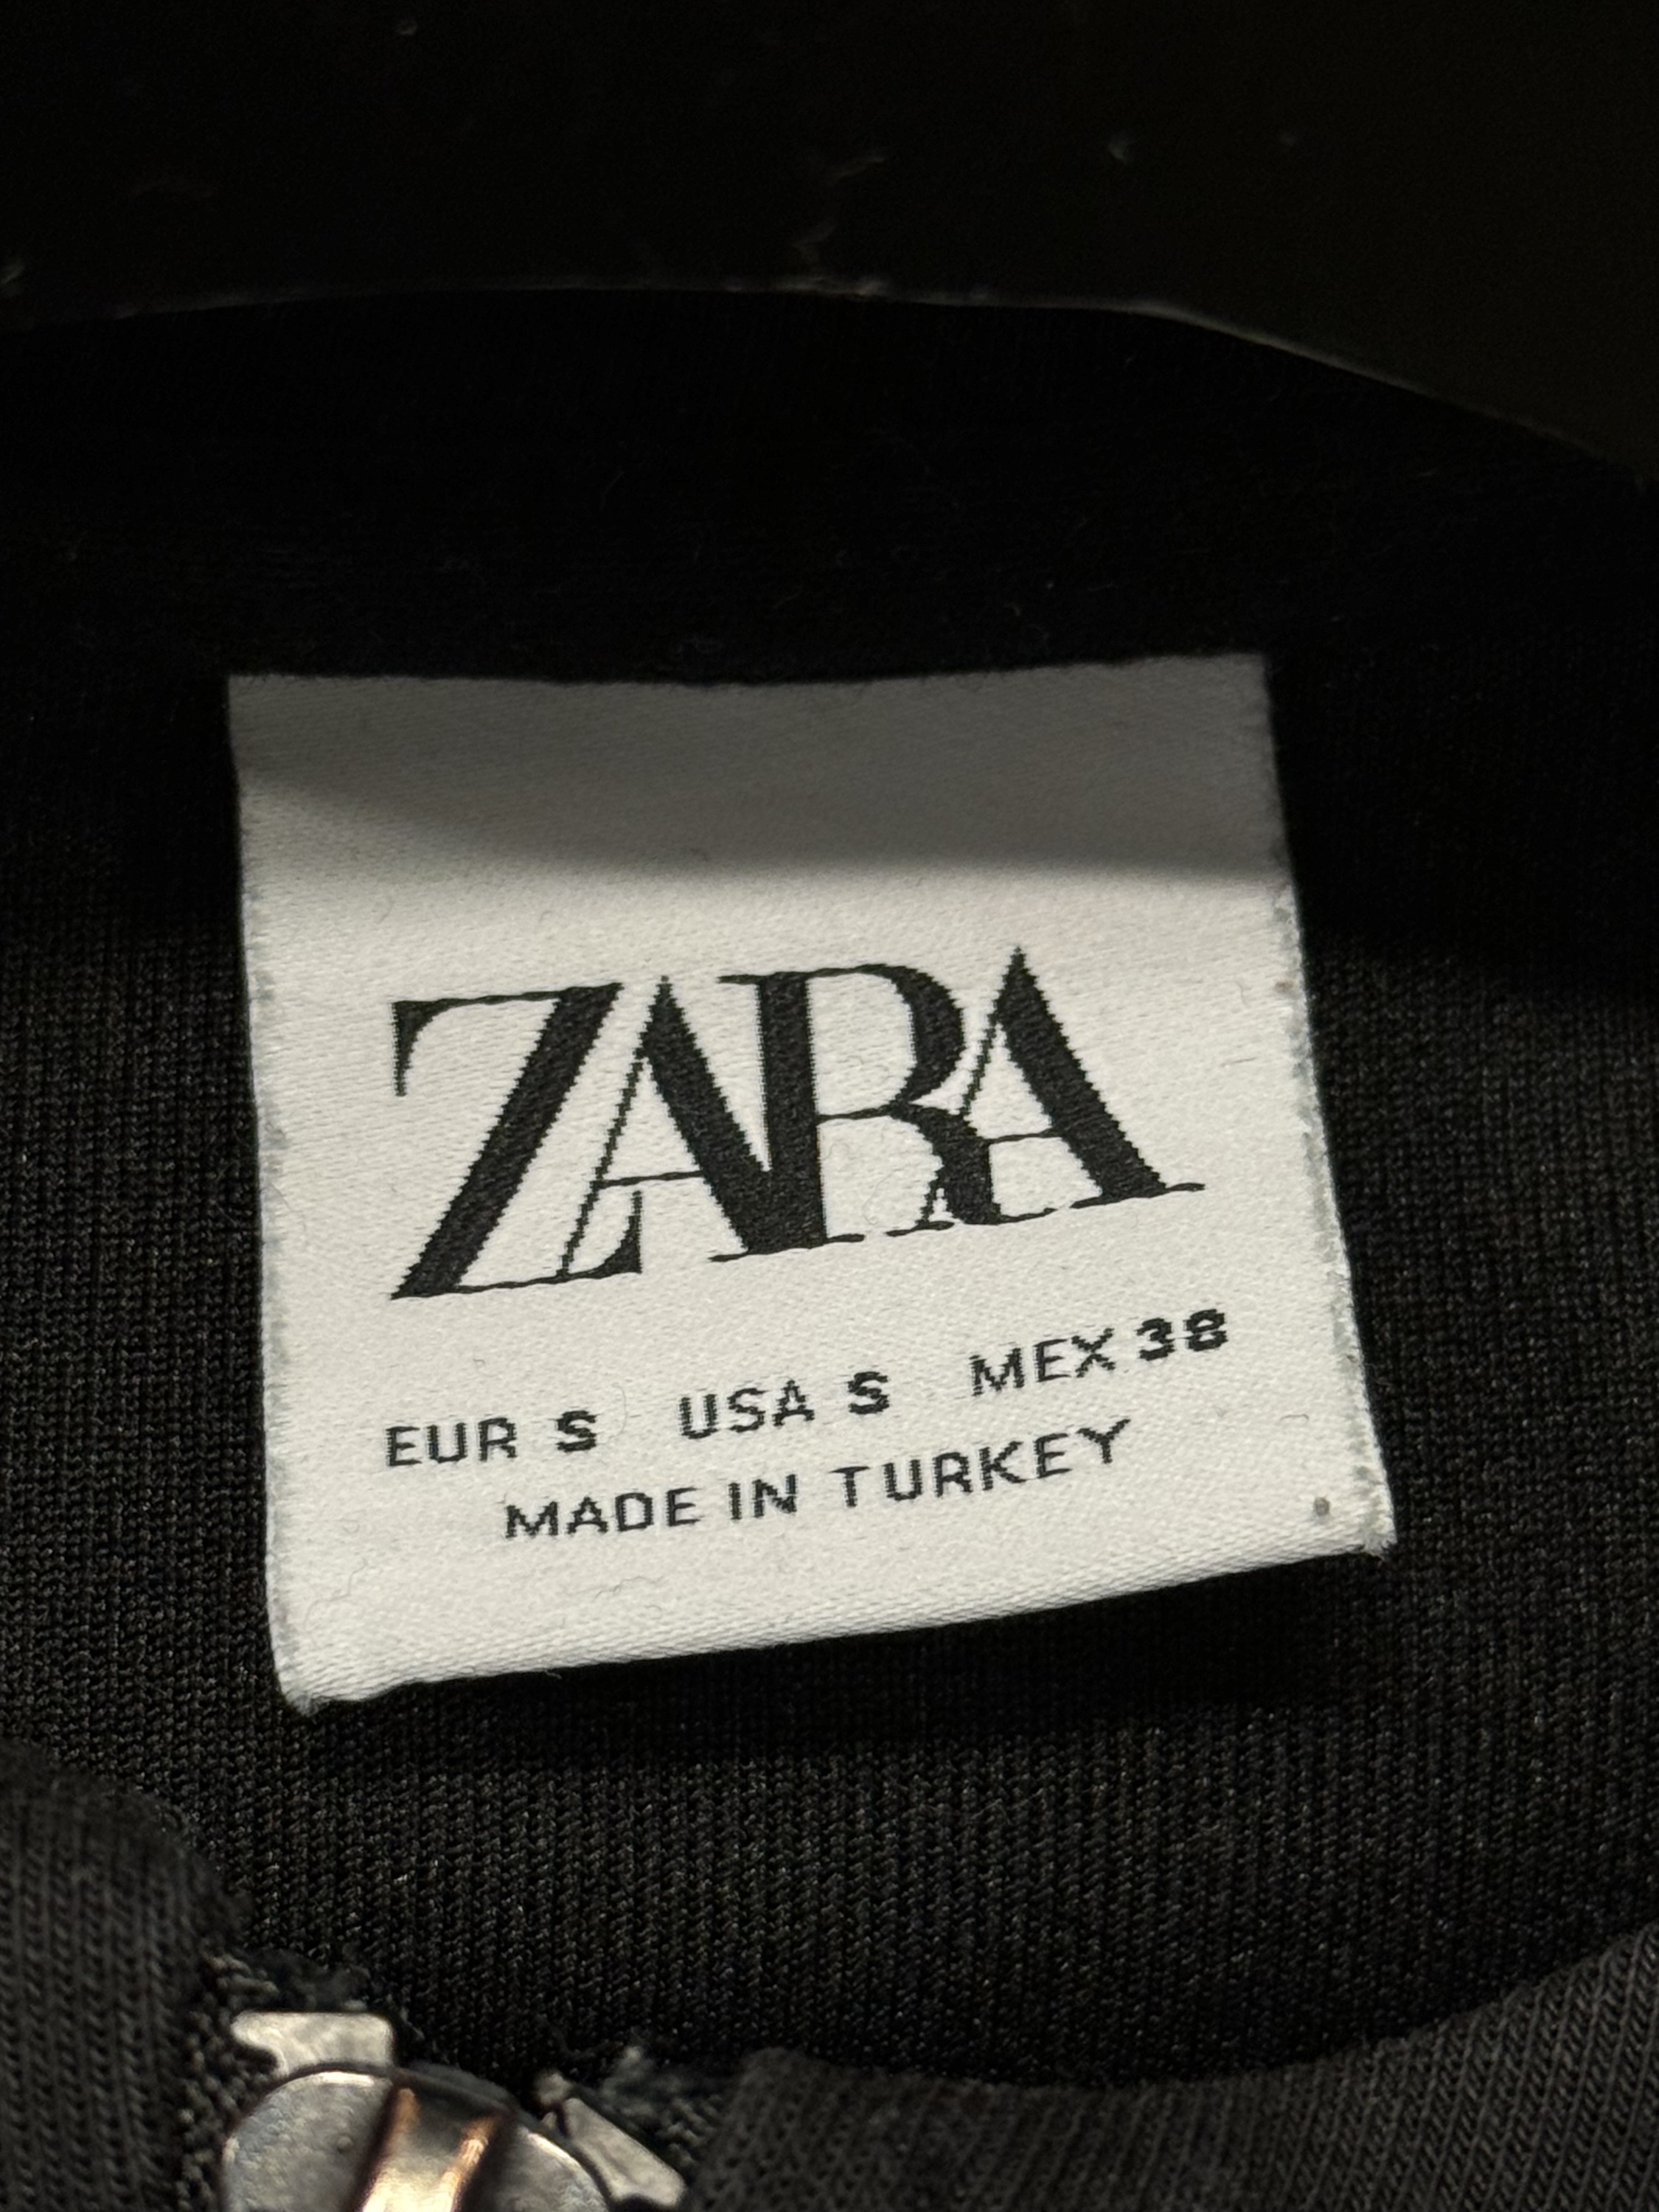 ZARA
EUR S USA S MEX 38
MADE IN TURKEY